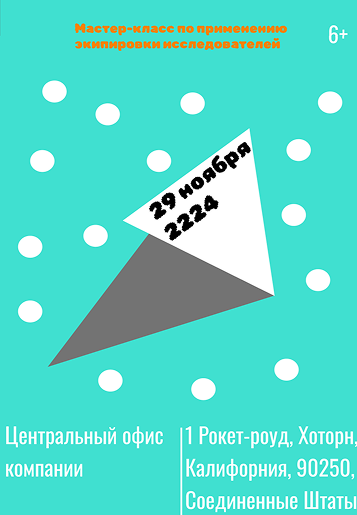 Мастер-класс по применению
экипировки исследователей
6+
29 ноября
2224
Центральный офис
компании
1 Рокет-роуд, Хоторн,
Калифорния, 90250,
Соединенные Штаты